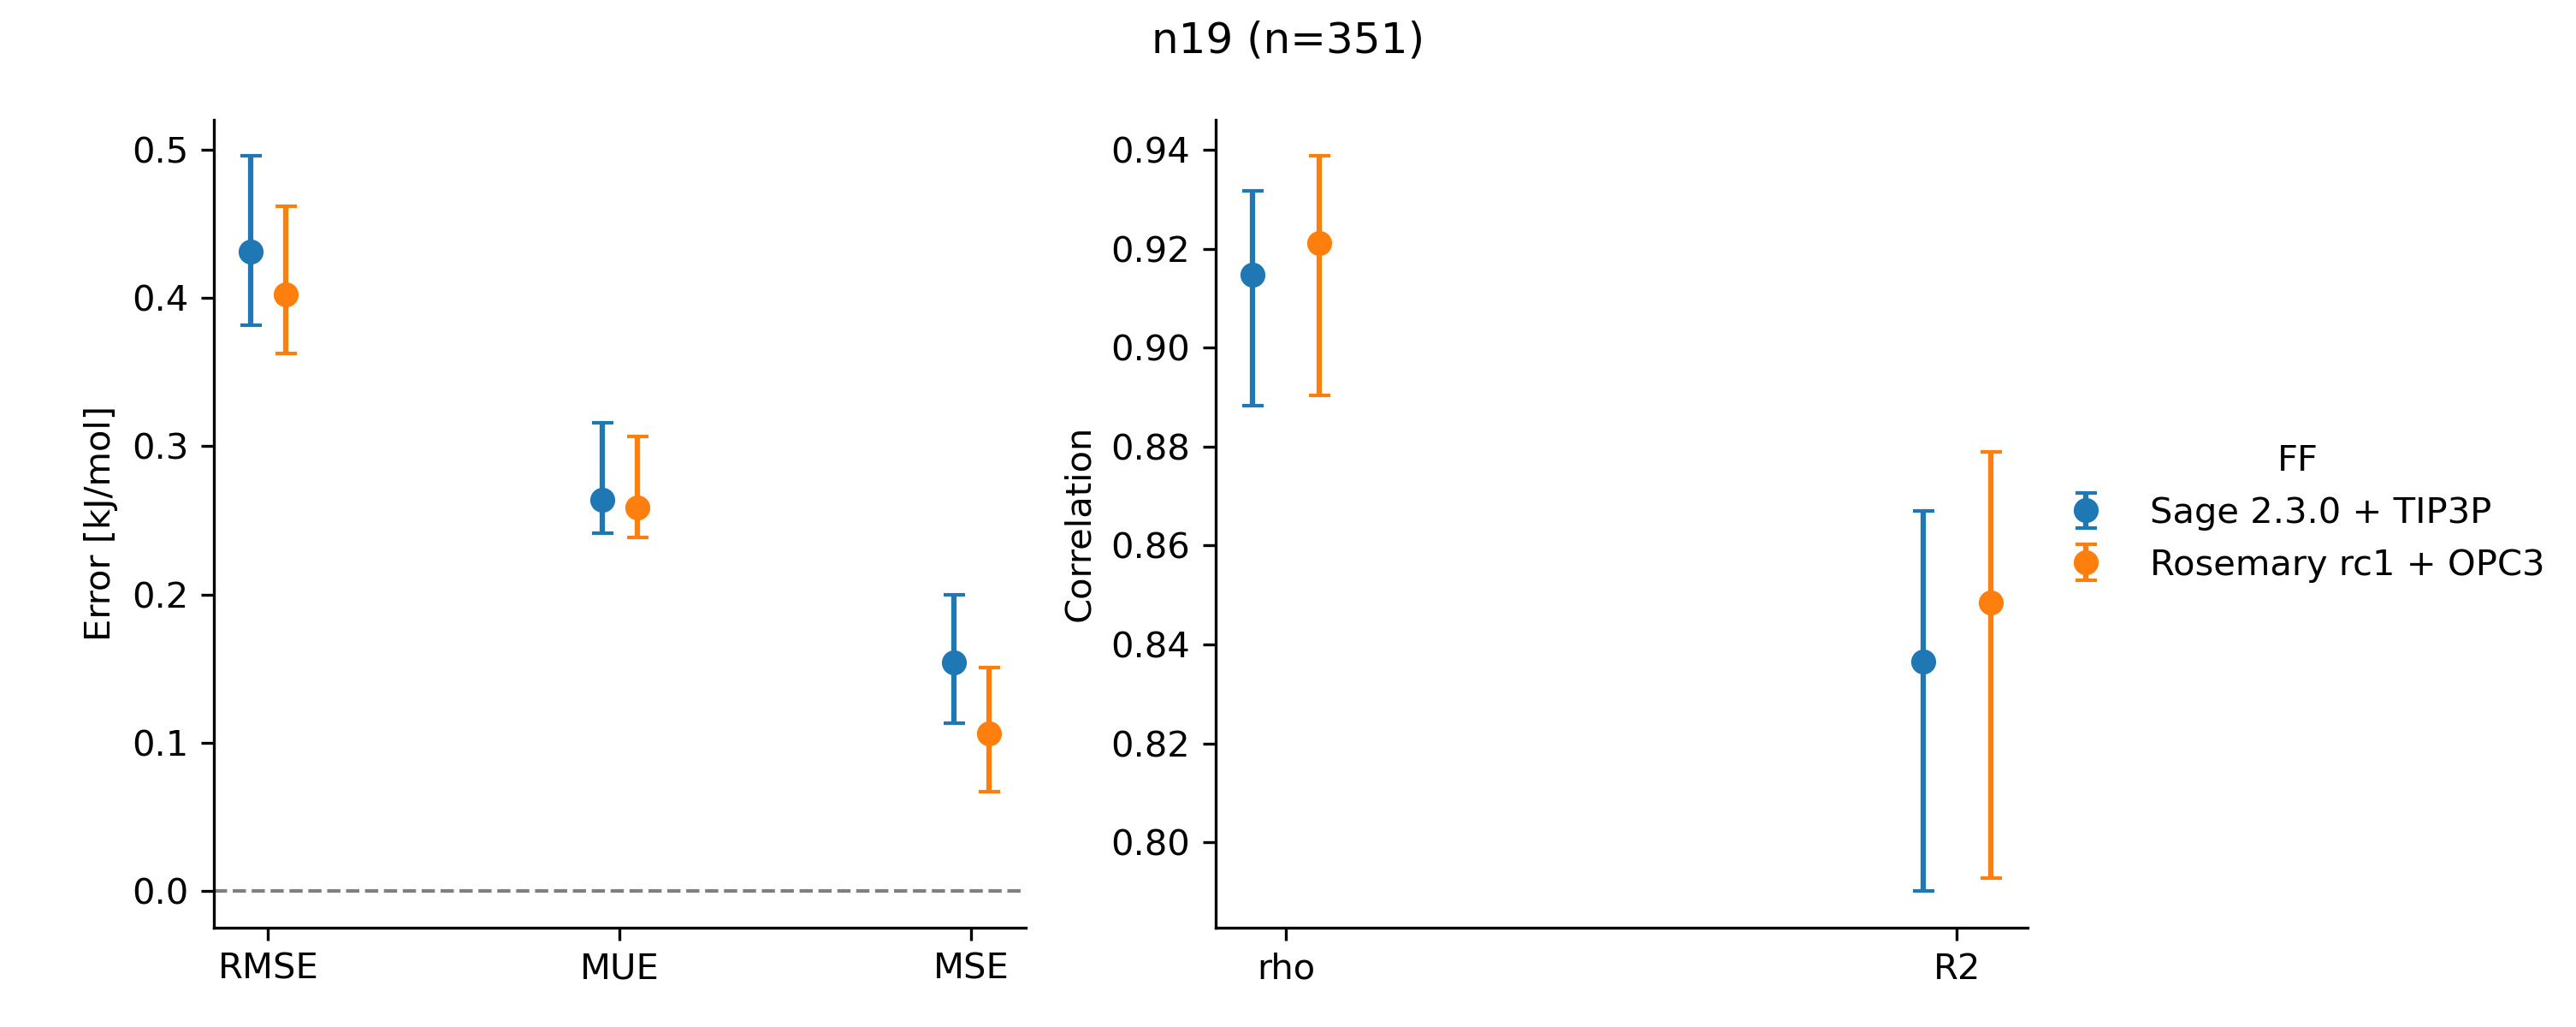 n19 (n=351)
Error [kJ/mol]
0.5
0.4
0.3
0.2
0.1
0.0
RMSE
MUE
MSE
Correlation
0.94
0.92
0.90
0.88
0.86
0.84
0.82
0.80
rho
R2
FF
Sage 2.3.0 + TIP3P
Rosemary rc1 + OPC3